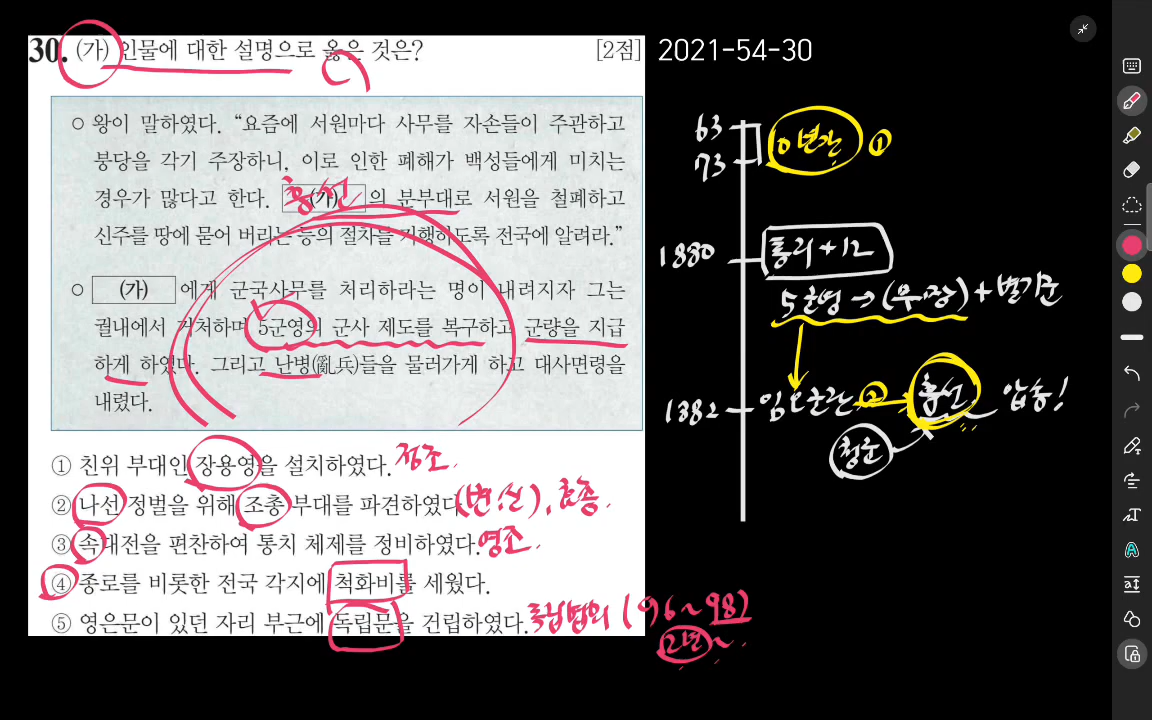 30. (가) 인물에 대한 설명으로 옳은 것은? [2점]
○ 왕이 말하였다. “요즘에 서원마다 사무를 자손들이 주관하고
붕당을 각기 주장하니, 이로 인한 폐해가 백성들에게 미치는
흥선
경우가 많다고 한다. (가) 의 분부대로 서원을 철폐하고
신주를 땅에 묻어 버리는 등의 절차를 거행하도록 전국에 알려라.”
○ (가) 에게 군국사무를 처리하라는 명이 내려지자 그는
궐내에서 거처하며 5군영의 군사 제도를 복구하고 군량을 지급
하게 하였다. 그리고 난병(亂兵)들을 물러가게 하고 대사면령을
내렸다.
① 친위 부대인 장용영을 설치하였다. 정조.
② 나선 정벌을 위해 조총 부대를 파견하였다. (변.신), 효종.
③ 속대전을 편찬하여 통치 체제를 정비하였다. 영조.
④ 종로를 비롯한 전국 각지에 척화비를 세웠다.
⑤ 영은문이 있던 자리 부근에 독립문을 건립하였다. 독립협회 (96~98)
2년~
2021-54-30
63
73
10년간 ①
1880 통리+12
5군영→(무.장)+별기군
1882 임오군란 ② 흥선 압송!
청군